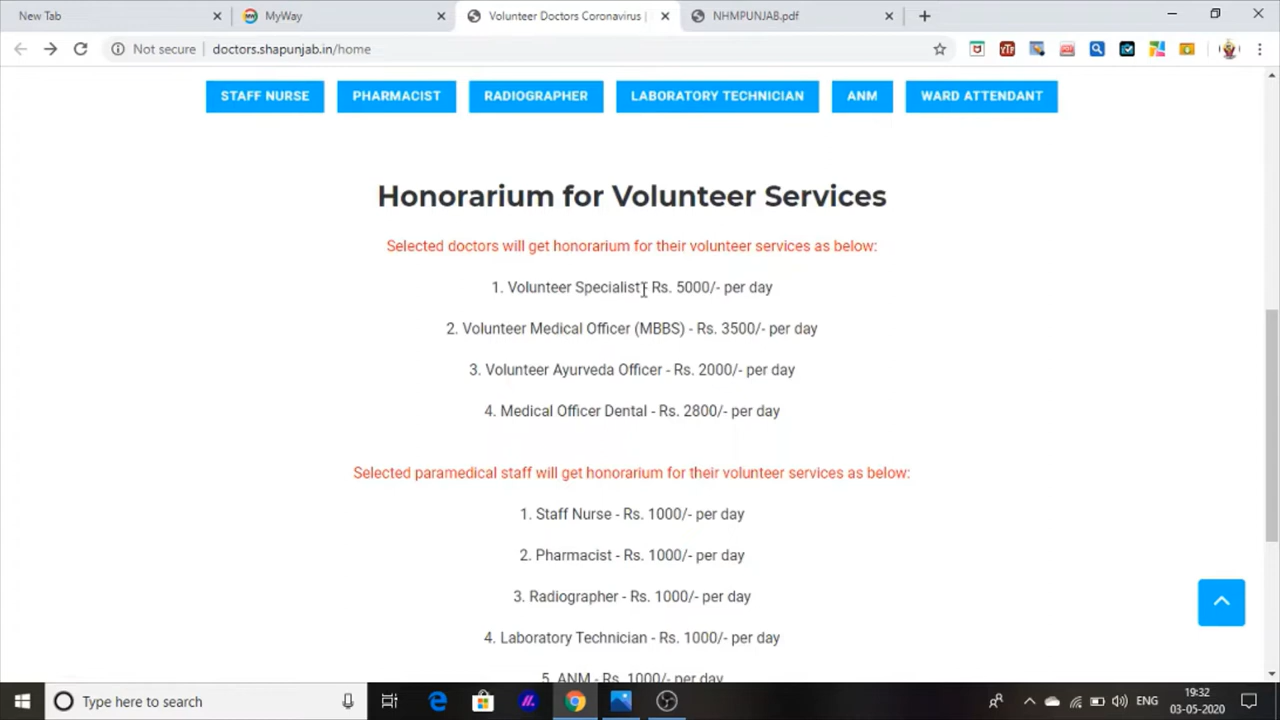 New Tab
MyWay
Volunteer Doctors Coronavirus |
NHMPUNJAB.pdf
Not secure
doctors.shapunjab.in/home
STAFF NURSE
PHARMACIST
RADIOGRAPHER
LABORATORY TECHNICIAN
ANM
WARD ATTENDANT
Honorarium for Volunteer Services
Selected doctors will get honorarium for their volunteer services as below:
1. Volunteer Specialist- Rs. 5000/- per day
2. Volunteer Medical Officer (MBBS) - Rs. 3500/- per day
3. Volunteer Ayurveda Officer - Rs. 2000/- per day
4. Medical Officer Dental - Rs. 2800/- per day
Selected paramedical staff will get honorarium for their volunteer services as below:
1. Staff Nurse - Rs. 1000/- per day
2. Pharmacist - Rs. 1000/- per day
3. Radiographer - Rs. 1000/- per day
4. Laboratory Technician - Rs. 1000/- per day
5. ANM - Rs. 1000/- per day
Type here to search
ENG
19:32
03-05-2020